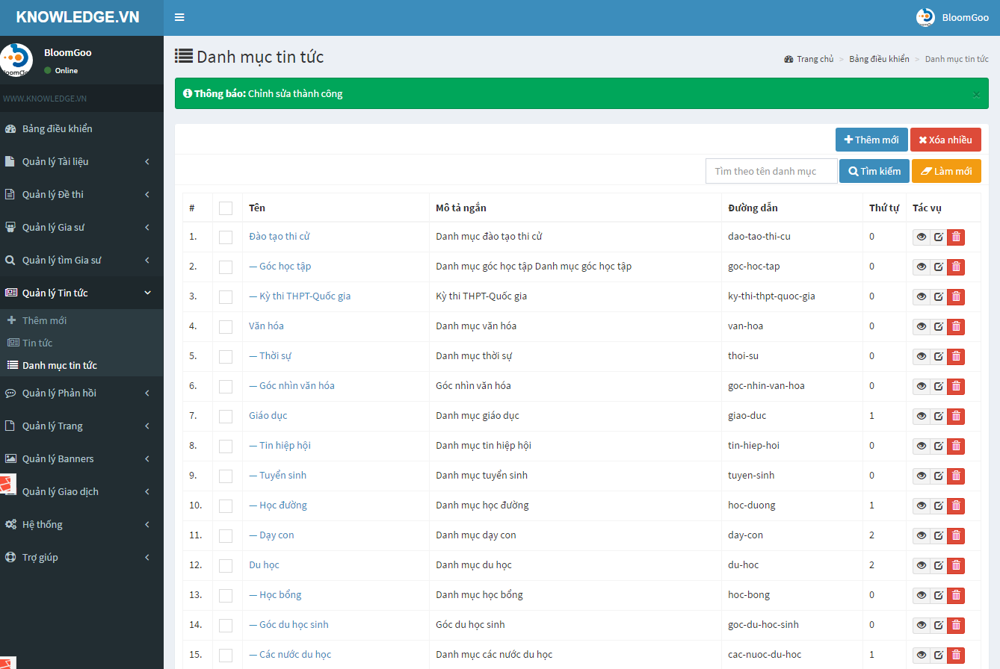 KNOWLEDGE.VN
BloomGoo
BloomGoo
Online
WWW.KNOWLEDGE.VN
Bảng điều khiển
Quản lý Tài liệu
Quản lý Đề thi
Quản lý Gia sư
Quản lý tìm Gia sư
Quản lý Tin tức
Thêm mới
Tin tức
Danh mục tin tức
Quản lý Phản hồi
Quản lý Trang
Quản lý Banners
Quản lý Giao dịch
Hệ thống
Trợ giúp
Danh mục tin tức
Trang chủ > Bảng điều khiển > Danh mục tin tức
Thông báo: Chỉnh sửa thành công ×
Thêm mới Xóa nhiều
Tìm theo tên danh mục Tìm kiếm Làm mới
# Tên Mô tả ngắn Đường dẫn Thứ tự Tác vụ
1. Đào tạo thi cử Danh mục đào tạo thi cử dao-tao-thi-cu 0
2. — Góc học tập Danh mục góc học tập Danh mục góc học tập goc-hoc-tap 0
3. — Kỳ thi THPT-Quốc gia Kỳ thi THPT-Quốc gia ky-thi-thpt-quoc-gia 0
4. Văn hóa Danh mục văn hóa van-hoa 0
5. — Thời sự Danh mục thời sự thoi-su 0
6. — Góc nhìn văn hóa Góc nhìn văn hóa goc-nhin-van-hoa 0
7. Giáo dục Danh mục giáo dục giao-duc 1
8. — Tin hiệp hội Danh mục tin hiệp hội tin-hiep-hoi 0
9. — Tuyển sinh Danh mục tuyển sinh tuyen-sinh 0
10. — Học đường Danh mục học đường hoc-duong 1
11. — Dạy con Danh mục dạy con day-con 2
12. Du học Danh mục du học du-hoc 2
13. — Học bổng Danh mục học bổng hoc-bong 0
14. — Góc du học sinh Góc du học sinh goc-du-hoc-sinh 0
15. — Các nước du học Danh mục các nước du học cac-nuoc-du-hoc 1